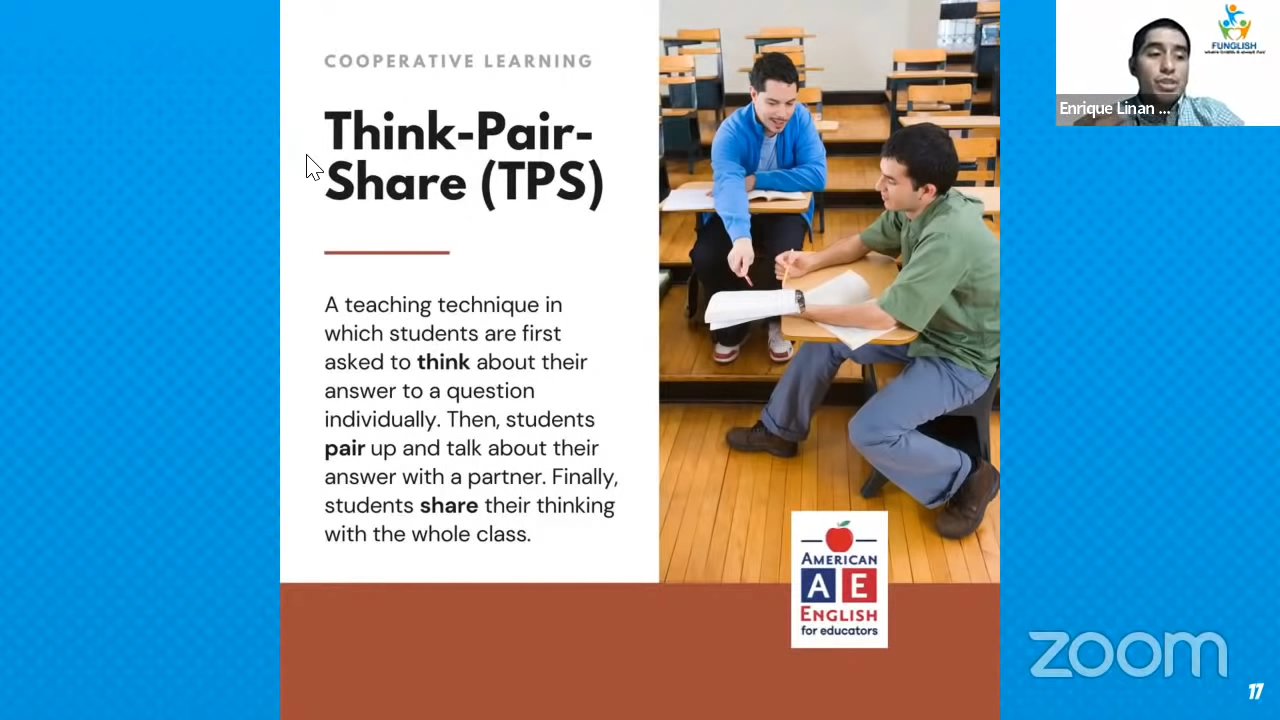 COOPERATIVE LEARNING
Think-Pair-
Share (TPS)
A teaching technique in
which students are first
asked to think about their
answer to a question
individually. Then, students
pair up and talk about their
answer with a partner. Finally,
students share their thinking
with the whole class.
AMERICAN
A E
ENGLISH
for educators
FUNGLISH
Enrique Linan ...
zoom
17